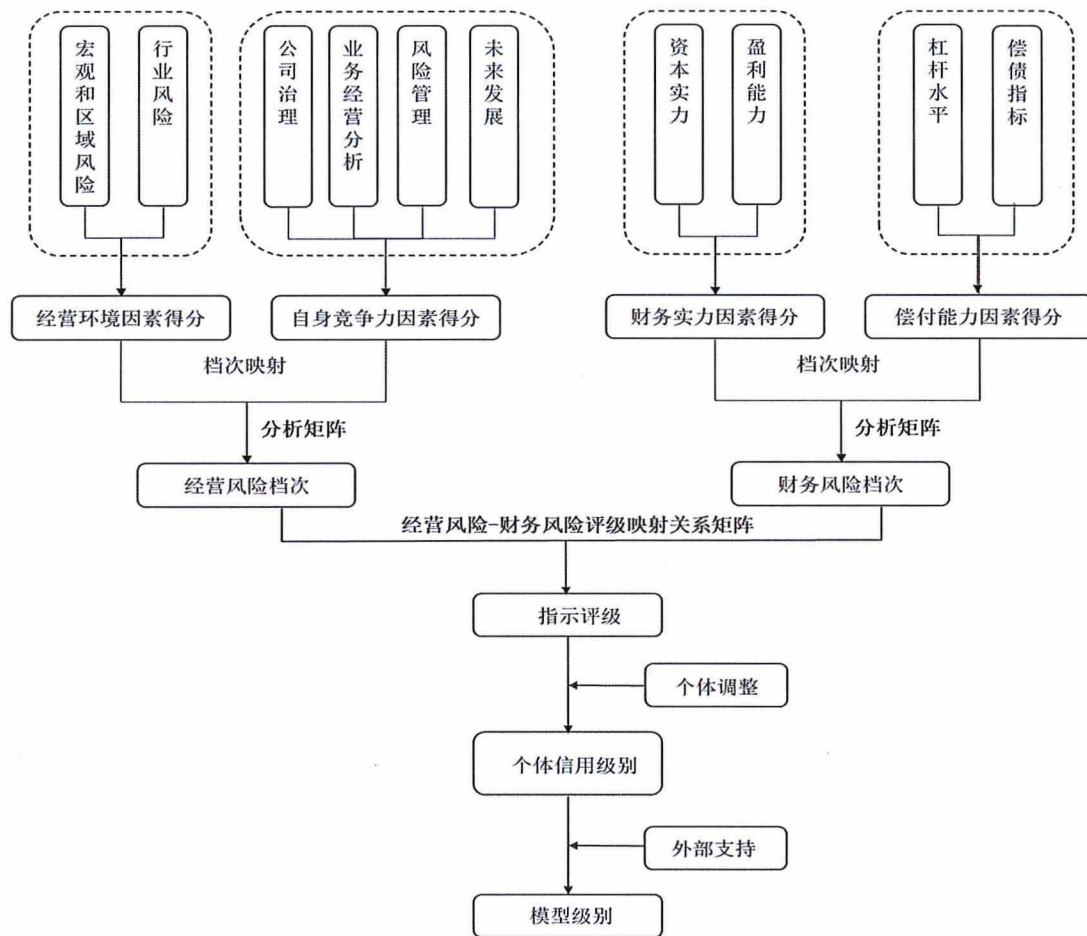 宏观和区域风险
行业风险
公司治理
业务经营分析
风险管理
未来发展
资本实力
盈利能力
杠杆水平
偿债指标
经营环境因素得分
自身竞争力因素得分
财务实力因素得分
偿付能力因素得分
档次映射
档次映射
分析矩阵
分析矩阵
经营风险档次
财务风险档次
经营风险-财务风险评级映射关系矩阵
指示评级
个体调整
个体信用级别
外部支持
模型级别